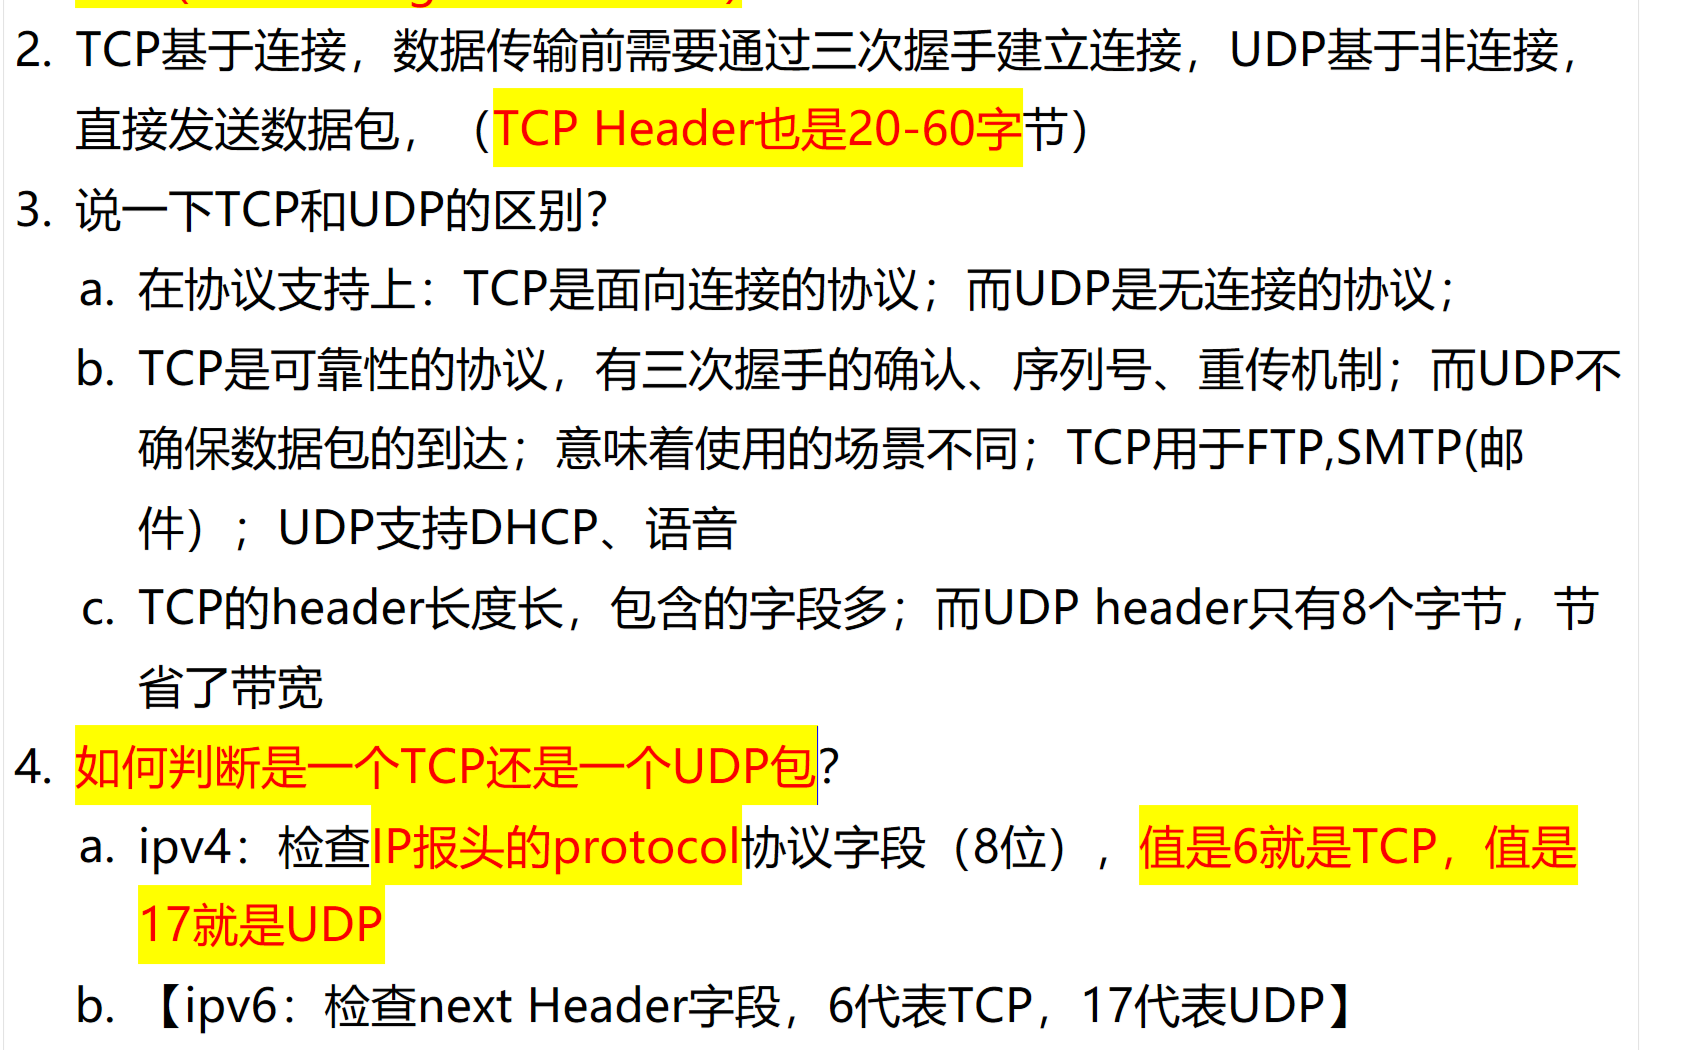 2. TCP基于连接，数据传输前需要通过三次握手建立连接，UDP基于非连接，
直接发送数据包，（TCP Header也是20-60字节）
3. 说一下TCP和UDP的区别？
a. 在协议支持上：TCP是面向连接的协议；而UDP是无连接的协议；
b. TCP是可靠性的协议，有三次握手的确认、序列号、重传机制；而UDP不
确保数据包的到达；意味着使用的场景不同；TCP用于FTP,SMTP(邮
件）；UDP支持DHCP、语音
c. TCP的header长度长，包含的字段多；而UDP header只有8个字节，节
省了带宽
4. 如何判断是一个TCP还是一个UDP包？
a. ipv4：检查IP报头的protocol协议字段（8位），值是6就是TCP，值是
17就是UDP
b. 【ipv6：检查next Header字段，6代表TCP，17代表UDP】